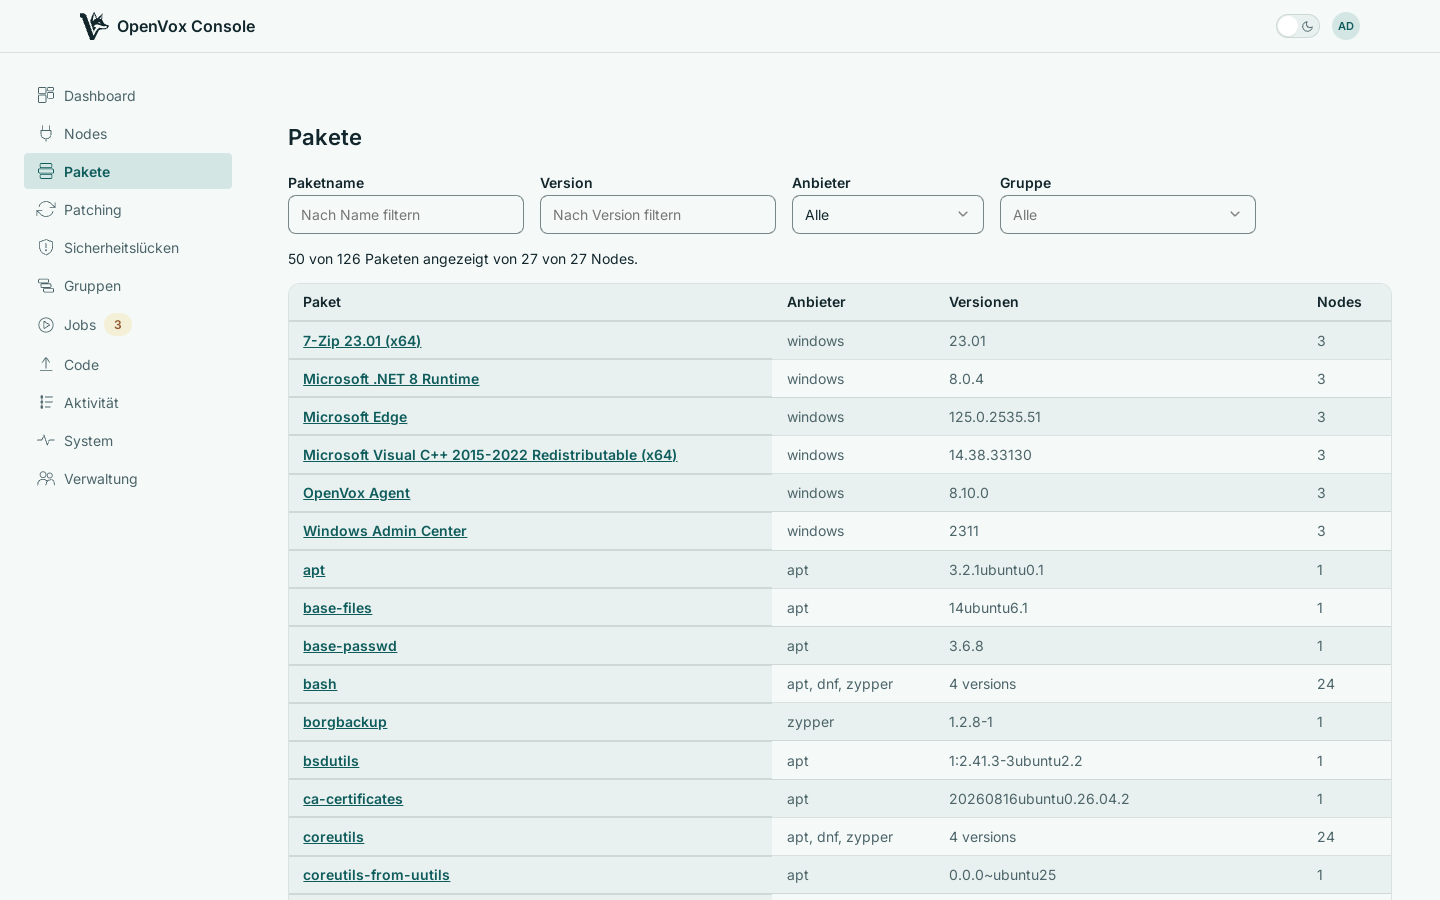 OpenVox Console
AD
Dashboard
Nodes
Pakete
Patching
Sicherheitslücken
Gruppen
Jobs 3
Code
Aktivität
System
Verwaltung
Pakete
Paketname Version Anbieter Gruppe
Nach Name filtern Nach Version filtern Alle Alle
50 von 126 Paketen angezeigt von 27 von 27 Nodes.
Paket Anbieter Versionen Nodes
7-Zip 23.01 (x64) windows 23.01 3
Microsoft .NET 8 Runtime windows 8.0.4 3
Microsoft Edge windows 125.0.2535.51 3
Microsoft Visual C++ 2015-2022 Redistributable (x64) windows 14.38.33130 3
OpenVox Agent windows 8.10.0 3
Windows Admin Center windows 2311 3
apt apt 3.2.1ubuntu0.1 1
base-files apt 14ubuntu6.1 1
base-passwd apt 3.6.8 1
bash apt, dnf, zypper 4 versions 24
borgbackup zypper 1.2.8-1 1
bsdutils apt 1:2.41.3-3ubuntu2.2 1
ca-certificates apt 20260816ubuntu0.26.04.2 1
coreutils apt, dnf, zypper 4 versions 24
coreutils-from-uutils apt 0.0.0~ubuntu25 1